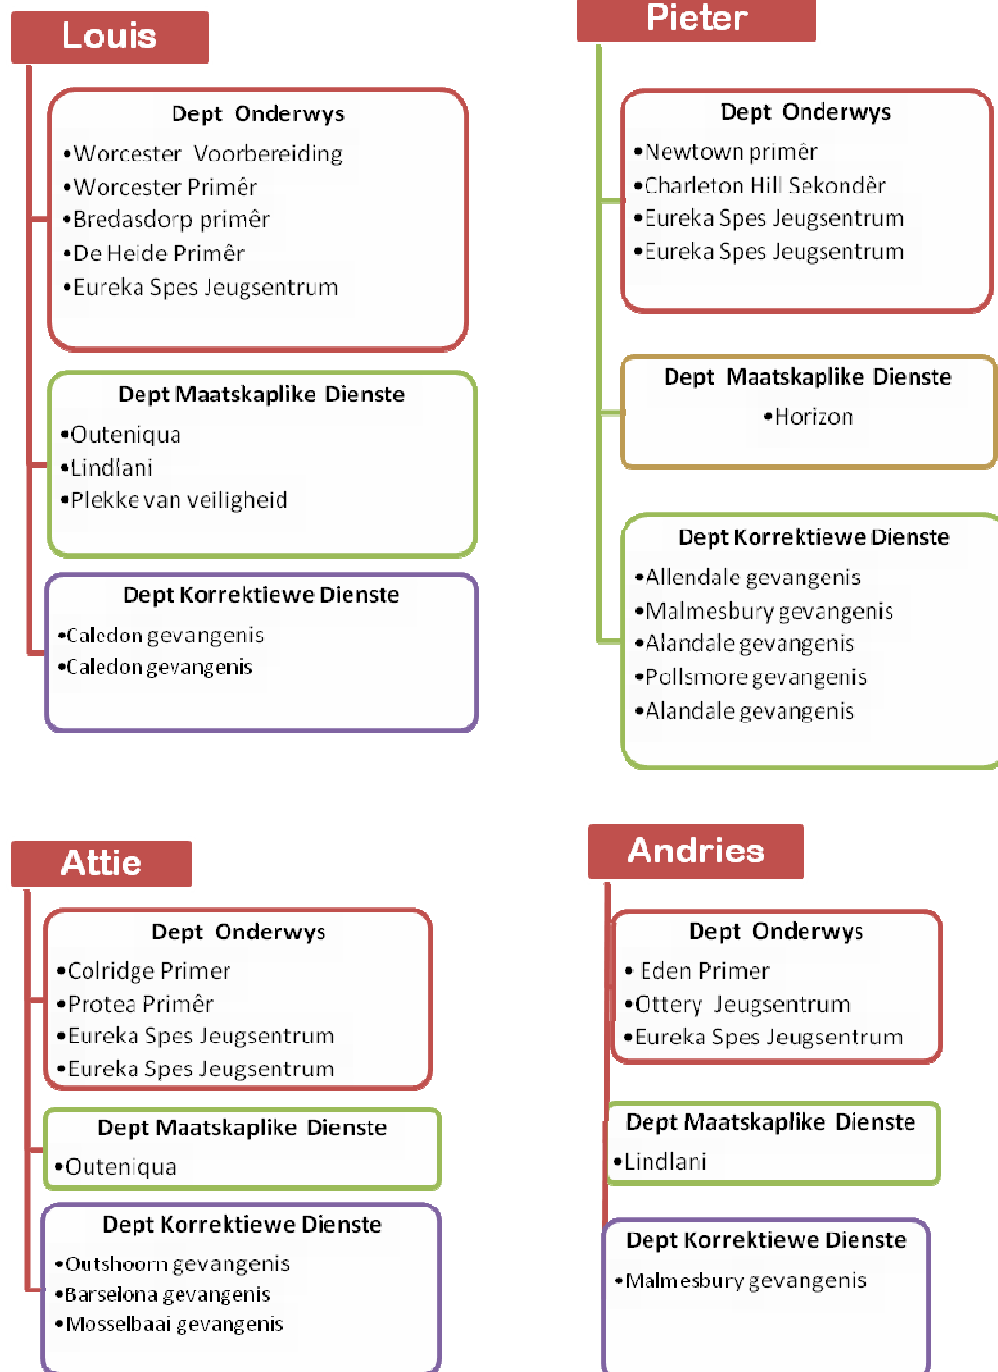 Louis
Dept Onderwys
•Worcester Voorbereiding
•Worcester Primêr
•Bredasdorp primêr
•De Heide Primêr
•Eureka Spes Jeugsentrum
Dept Maatskaplike Dienste
•Outeniqua
•Lindlani
•Plekke van veiligheid
Dept Korrektiewe Dienste
•Caledon gevangenis
•Caledon gevangenis
Pieter
Dept Onderwys
•Newtown primêr
•Charleton Hill Sekondêr
•Eureka Spes Jeugsentrum
•Eureka Spes Jeugsentrum
Dept Maatskaplike Dienste
•Horizon
Dept Korrektiewe Dienste
•Allendale gevangenis
•Malmesbury gevangenis
•Alandale gevangenis
•Pollsmore gevangenis
•Alandale gevangenis
Attie
Dept Onderwys
•Colridge Primer
•Protea Primêr
•Eureka Spes Jeugsentrum
•Eureka Spes Jeugsentrum
Dept Maatskaplike Dienste
•Outeniqua
Dept Korrektiewe Dienste
•Outshoorn gevangenis
•Barselona gevangenis
•Mosselbaai gevangenis
Andries
Dept Onderwys
• Eden Primer
•Ottery Jeugsentrum
•Eureka Spes Jeugsentrum
Dept Maatskaplike Dienste
•Lindlani
Dept Korrektiewe Dienste
•Malmesbury gevangenis